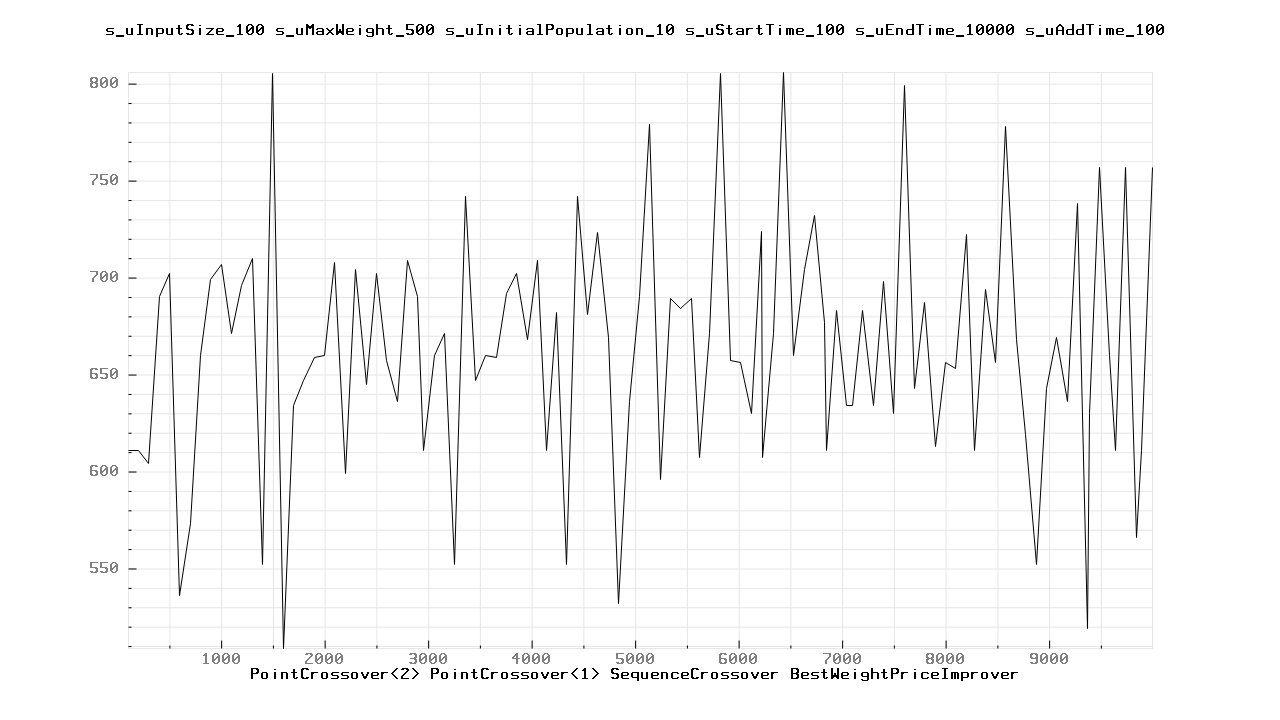 s_uInputSize_100 s_uMaxWeight_500 s_uInitialPopulation_10 s_uStartTime_100 s_uEndTime_10000 s_uAddTime_100
800
750
700
650
600
550
1000 2000 3000 4000 5000 6000 7000 8000 9000
PointCrossover<2> PointCrossover<1> SequenceCrossover BestWeightPriceImprover